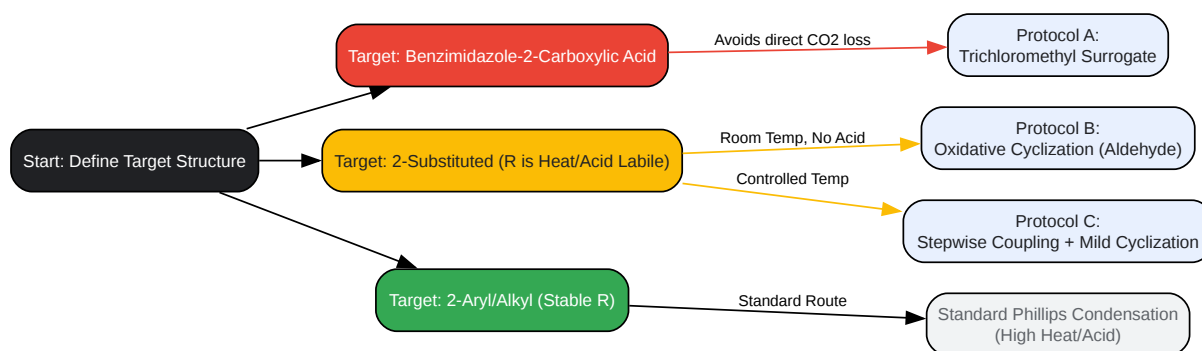 Start: Define Target Structure
Target: Benzimidazole-2-Carboxylic Acid
Avoids direct CO2 loss
Protocol A:
Trichloromethyl Surrogate
Target: 2-Substituted (R is Heat/Acid Labile)
Room Temp, No Acid
Protocol B:
Oxidative Cyclization (Aldehyde)
Controlled Temp
Protocol C:
Stepwise Coupling + Mild Cyclization
Target: 2-Aryl/Alkyl (Stable R)
Standard Route
Standard Phillips Condensation
(High Heat/Acid)